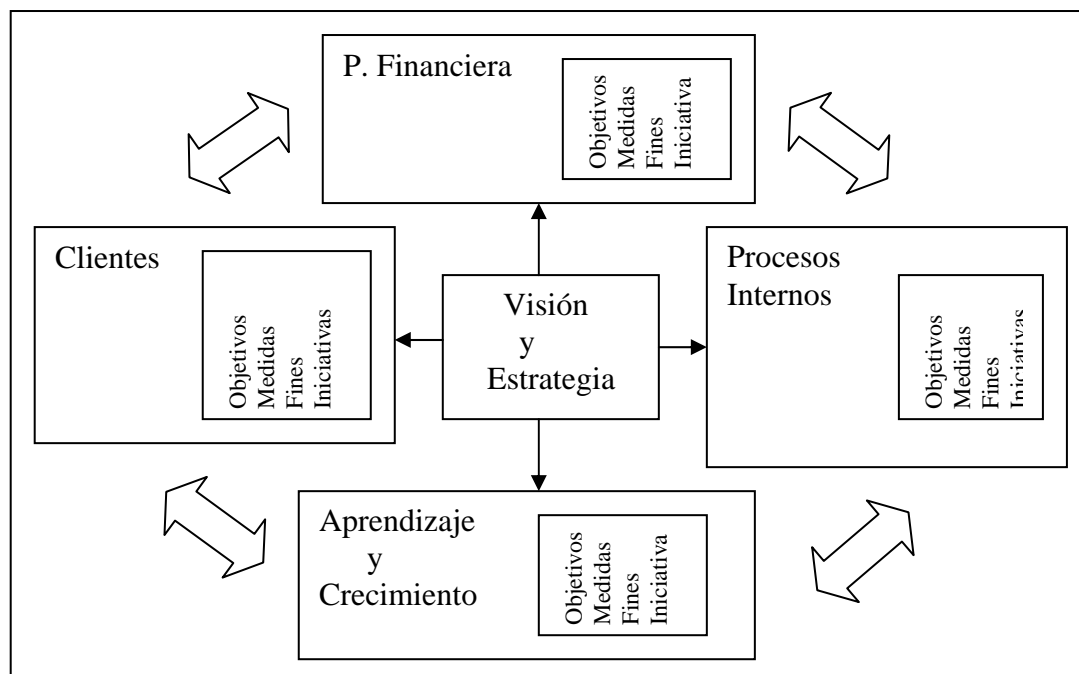 P. Financiera
Objetivos
Medidas
Fines
Iniciativa
Clientes
Objetivos
Medidas
Fines
Iniciativas
Visión
y
Estrategia
Procesos
Internos
Objetivos
Medidas
Fines
Iniciativas
Aprendizaje
y
Crecimiento
Objetivos
Medidas
Fines
Iniciativa